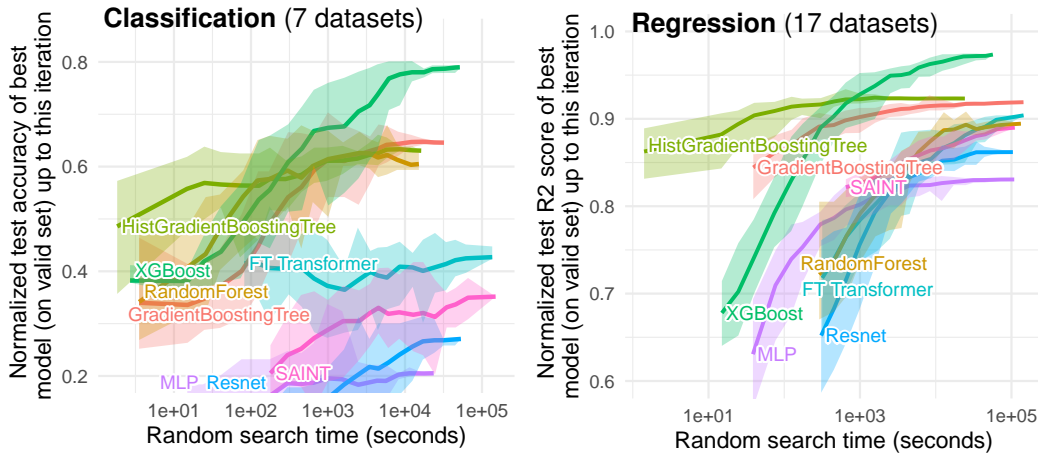 Classification (7 datasets)
Normalized test accuracy of best
model (on valid set) up to this iteration
0.8
0.6
0.4
0.2
HistGradientBoostingTree
XGBoost
FT Transformer
RandomForest
GradientBoostingTree
MLP
Resnet
SAINT
1e+01
1e+02
1e+03
1e+04
1e+05
Random search time (seconds)
Regression (17 datasets)
Normalized test R2 score of best
model (on valid set) up to this iteration
1.0
0.9
0.8
0.7
0.6
HistGradientBoostingTree
GradientBoostingTree
SAINT
RandomForest
FT Transformer
XGBoost
Resnet
MLP
1e+01
1e+03
1e+05
Random search time (seconds)